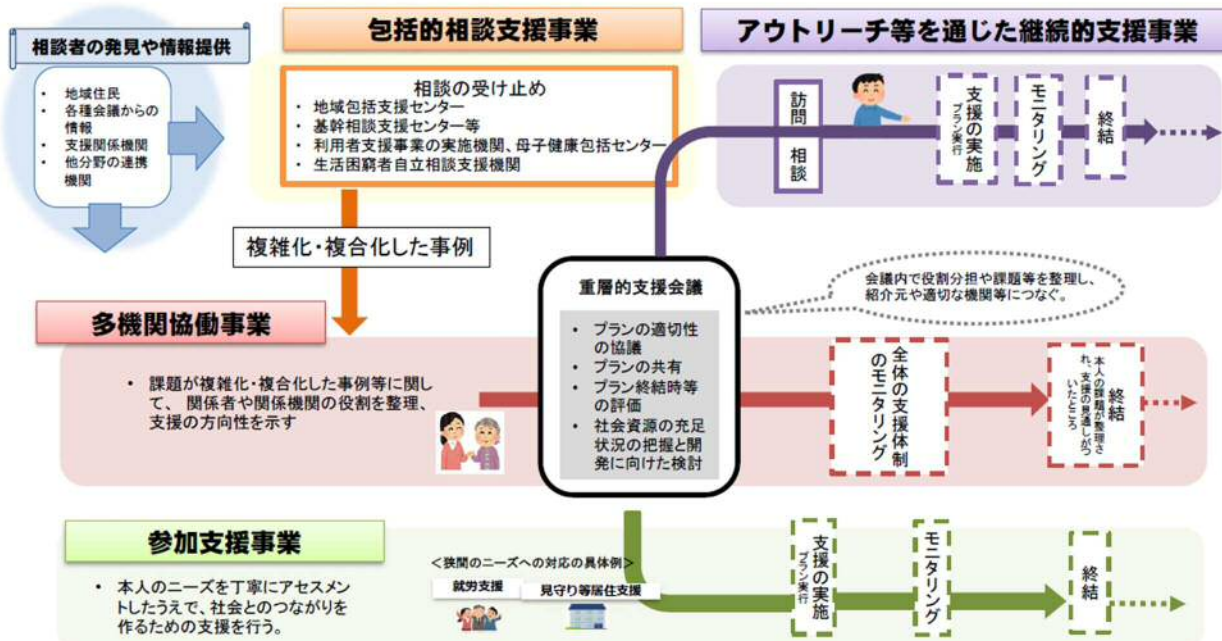 相談者の発見や情報提供
・ 地域住民
・ 各種会議からの
情報
・ 支援関係機関
・ 他分野の連携
機関
包括的相談支援事業
相談の受け止め
・ 地域包括支援センター
・ 基幹相談支援センター等
・ 利用者支援事業の実施機関、母子健康包括センター
・ 生活困窮者自立相談支援機関
アウトリーチ等を通じた継続的支援事業
訪問 相談
支援の実施
プラン実行
モニタリング
終結
複雑化・複合化した事例
多機関協働事業
・ 課題が複雑化・複合化した事例等に関し
て、 関係者や関係機関の役割を整理、
支援の方向性を示す
重層的支援会議
・ プランの適切性
の協議
・ プランの共有
・ プラン終結時等
の評価
・ 社会資源の充足
状況の把握と開
発に向けた検討
会議内で役割分担や課題等を整理し、
紹介元や適切な機関等につなぐ。
全体の支援体制
のモニタリング
終結
本人の課題が整理さ
れ、支援の見通しがつ
いたところ
参加支援事業
・ 本人のニーズを丁寧にアセスメン
トしたうえで、社会とのつながりを
作るための支援を行う。
＜狭間のニーズへの対応の具体例＞
就労支援
見守り等居住支援
支援の実施
プラン実行
モニタリング
終結